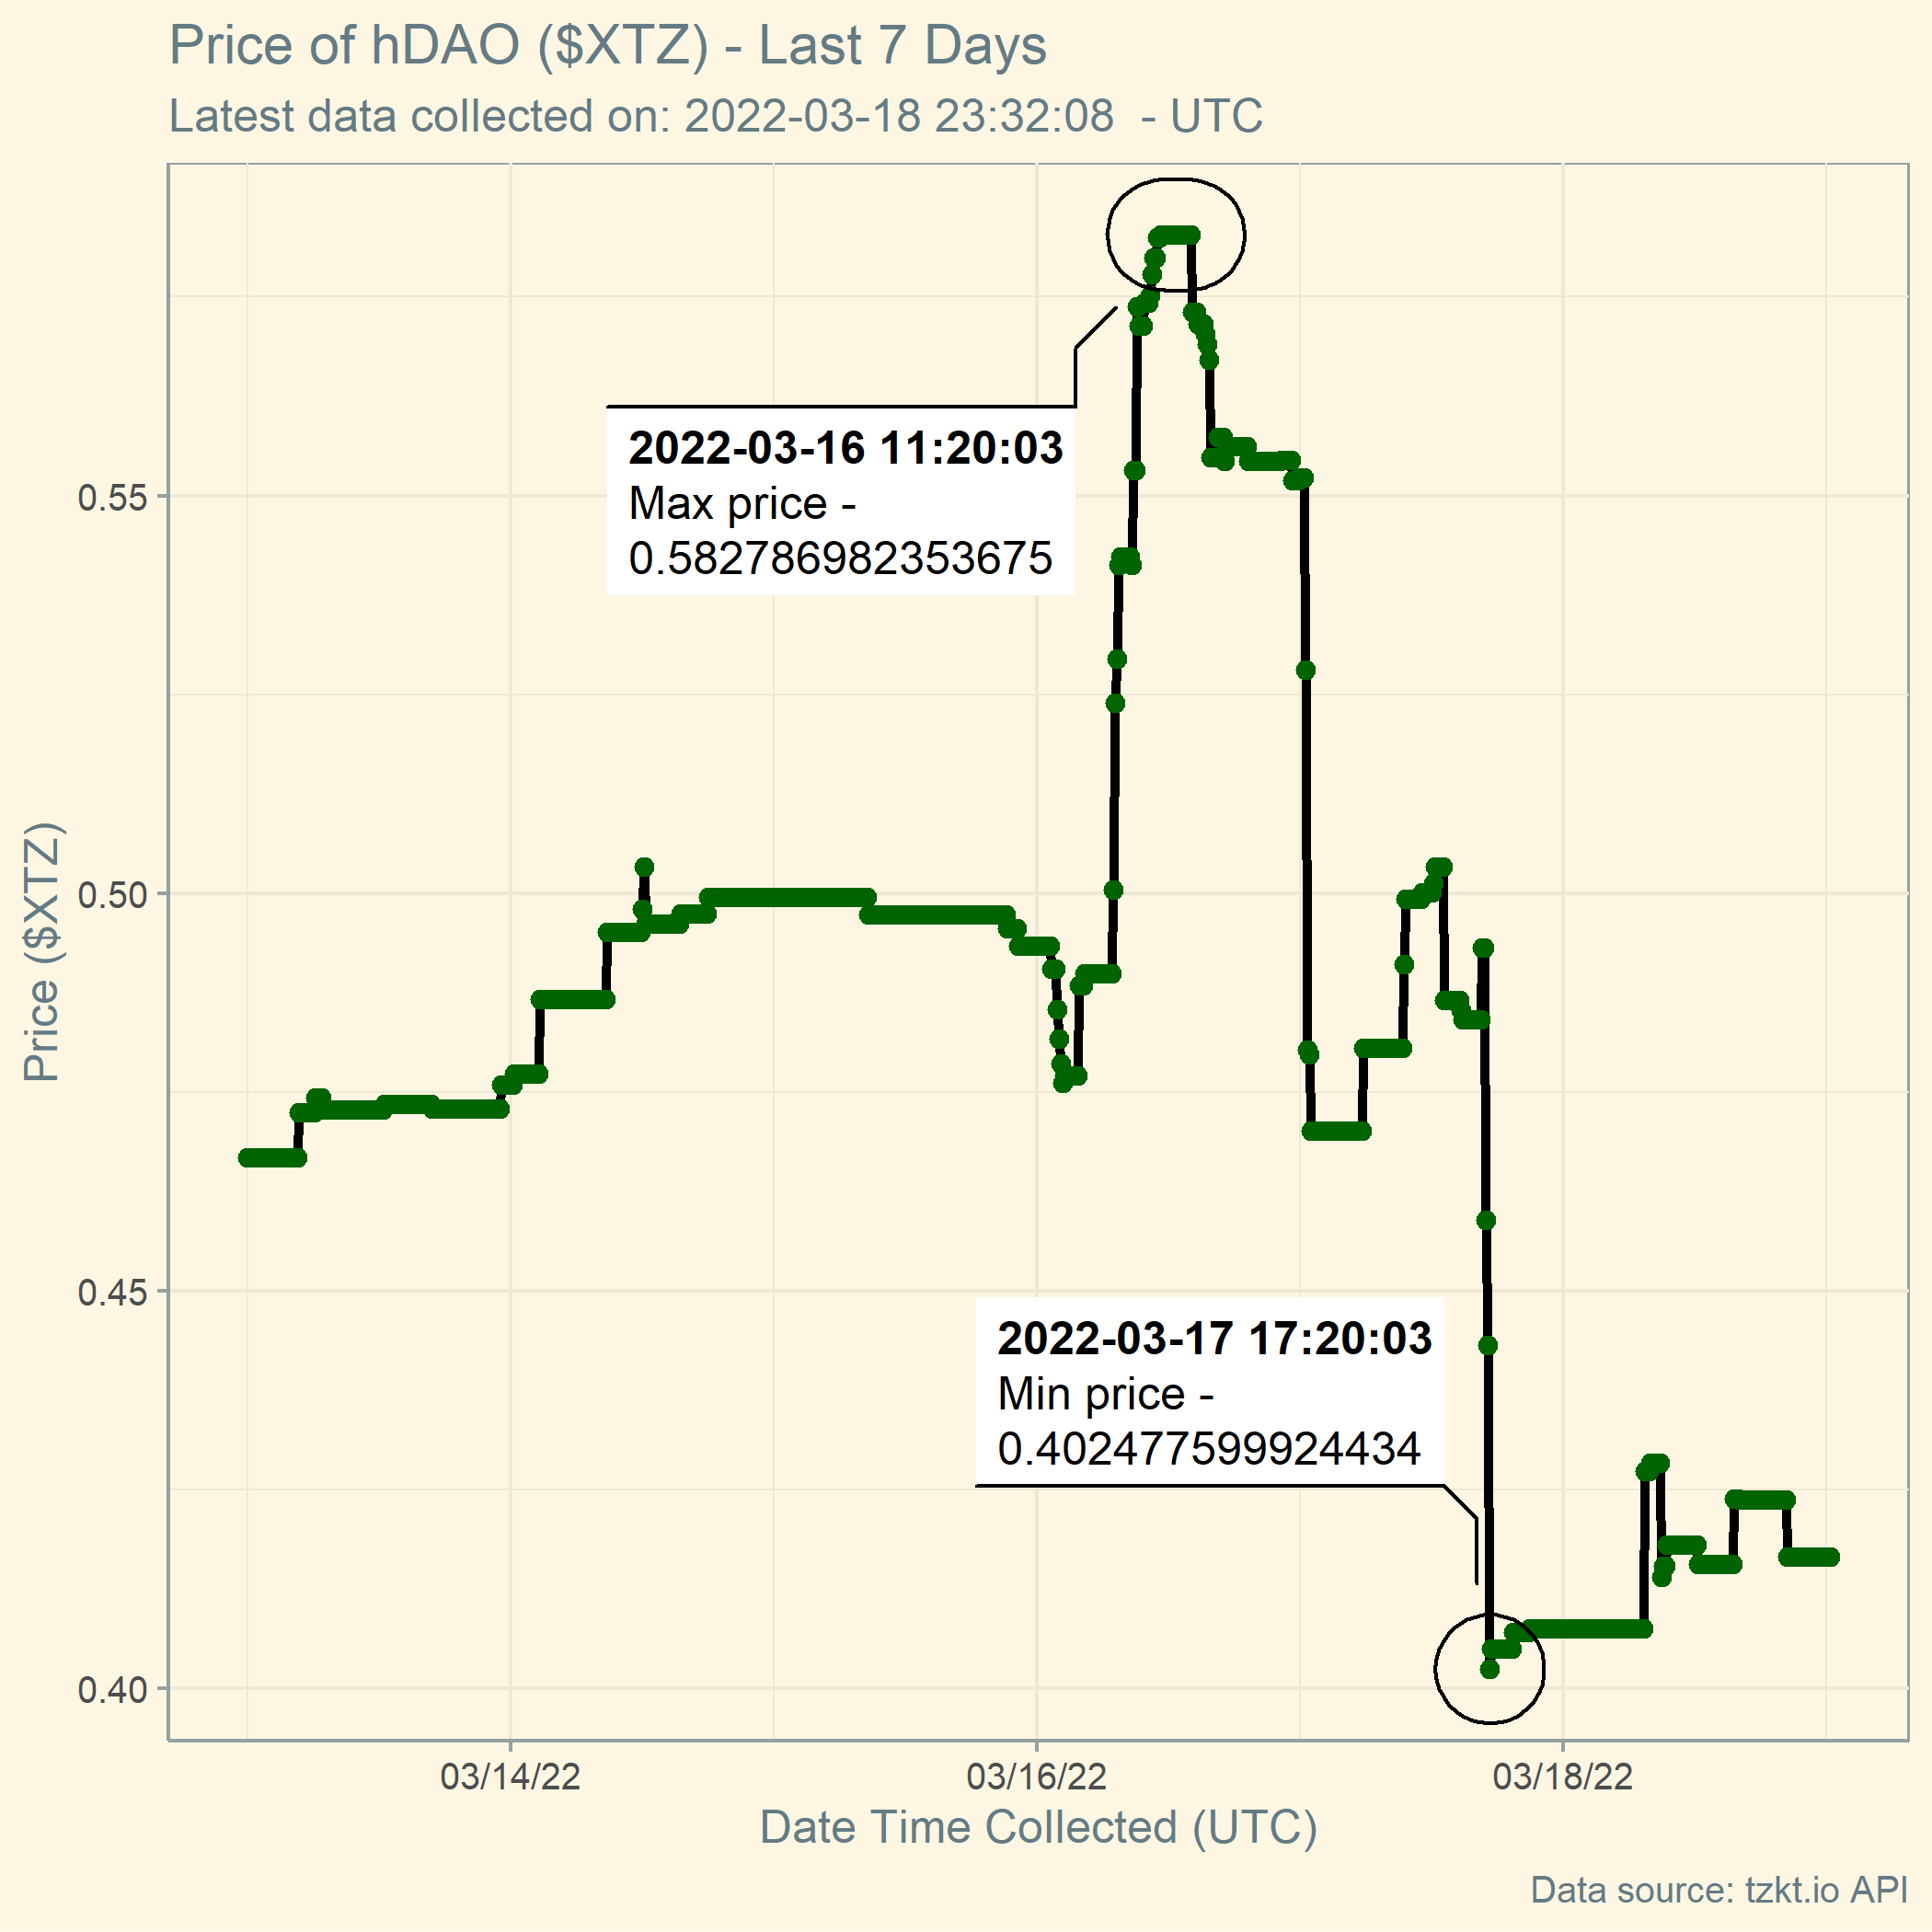 Price of hDAO ($XTZ) - Last 7 Days
Latest data collected on: 2022-03-18 23:32:08  - UTC
Price ($XTZ)
0.55
0.50
0.45
0.40
2022-03-16 11:20:03
Max price -
0.582786982353675
2022-03-17 17:20:03
Min price -
0.402477599924434
03/14/22
03/16/22
03/18/22
Date Time Collected (UTC)
Data source: tzkt.io API